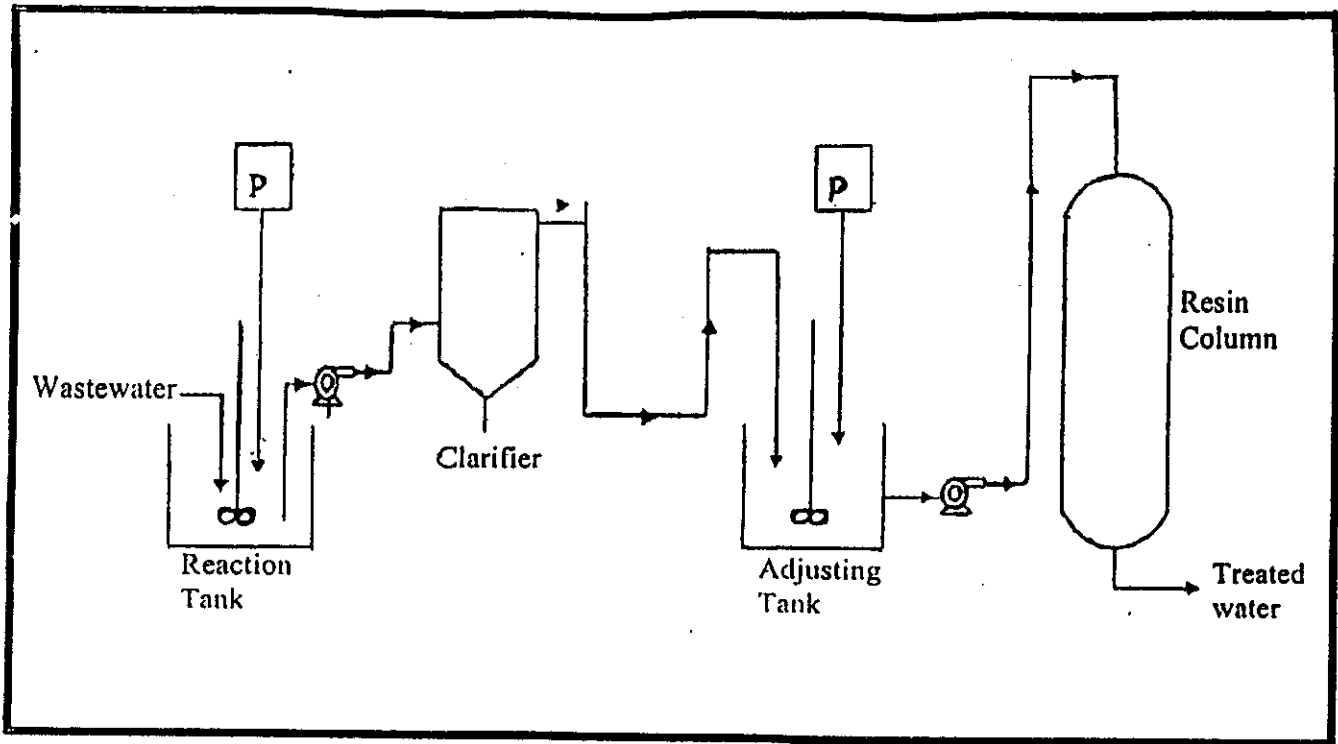 P
P
Resin
Column
Wastewater
Clarifier
Reaction
Tank
Adjusting
Tank
Treated
water